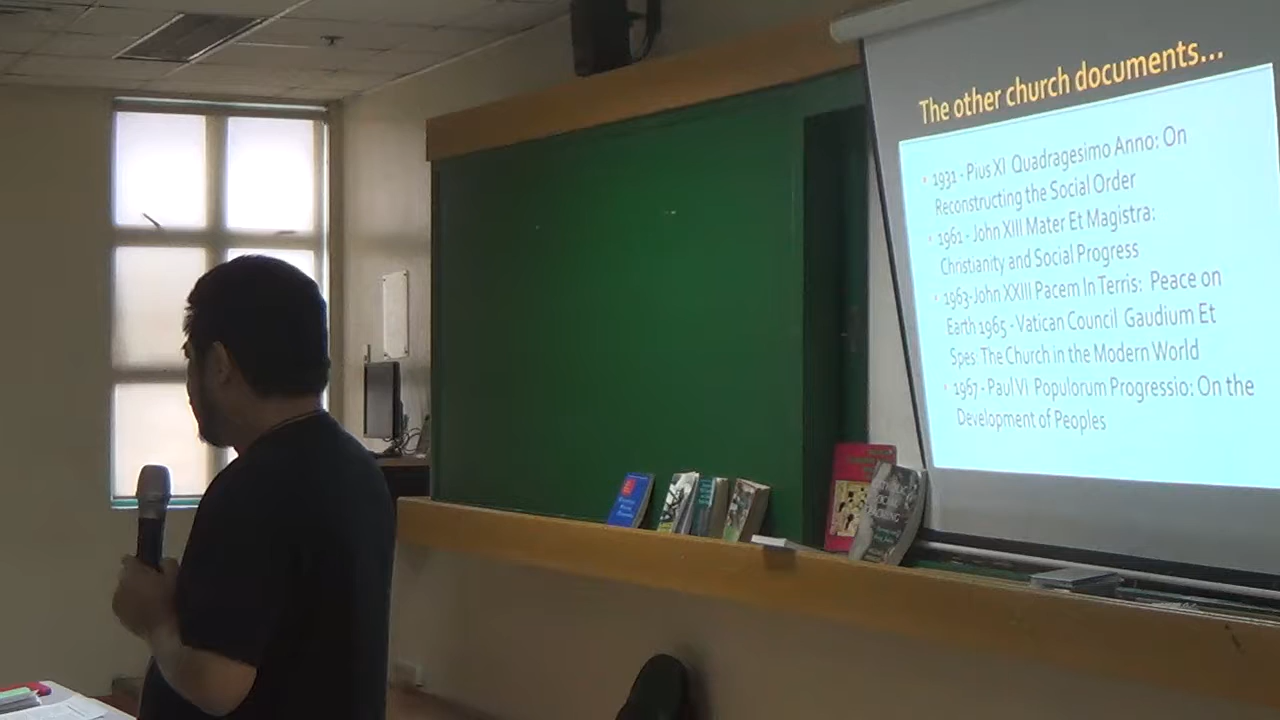 The other church documents...
1931 - Pius XI Quadragesimo Anno: On
Reconstructing the Social Order
1961 - John XIII Mater Et Magistra:
Christianity and Social Progress
1963-John XXIII Pacem In Terris: Peace on
Earth 1965 - Vatican Council Gaudium Et
Spes: The Church in the Modern World
1967 - Paul VI Populorum Progressio: On the
Development of Peoples